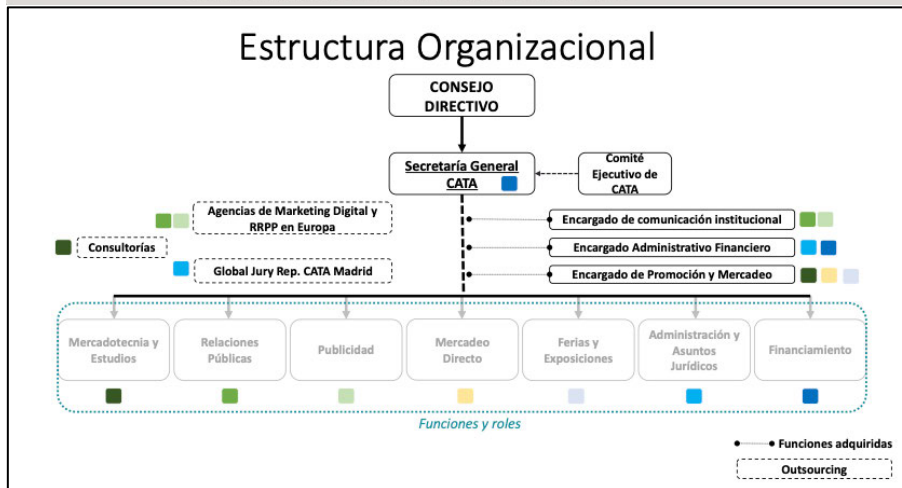 Estructura Organizacional
CONSEJO
DIRECTIVO
Secretaría General
CATA
Comité
Ejecutivo de
CATA
Agencias de Marketing Digital y
RRPP en Europa
Encargado de comunicación institucional
Consultorías
Encargado Administrativo Financiero
Global Jury Rep. CATA Madrid
Encargado de Promoción y Mercadeo
Mercadotecnia y
Estudios
Relaciones
Públicas
Publicidad
Mercadeo
Directo
Ferias y
Exposiciones
Administración y
Asuntos
Jurídicos
Financiamiento
Funciones y roles
Funciones adquiridas
Outsourcing